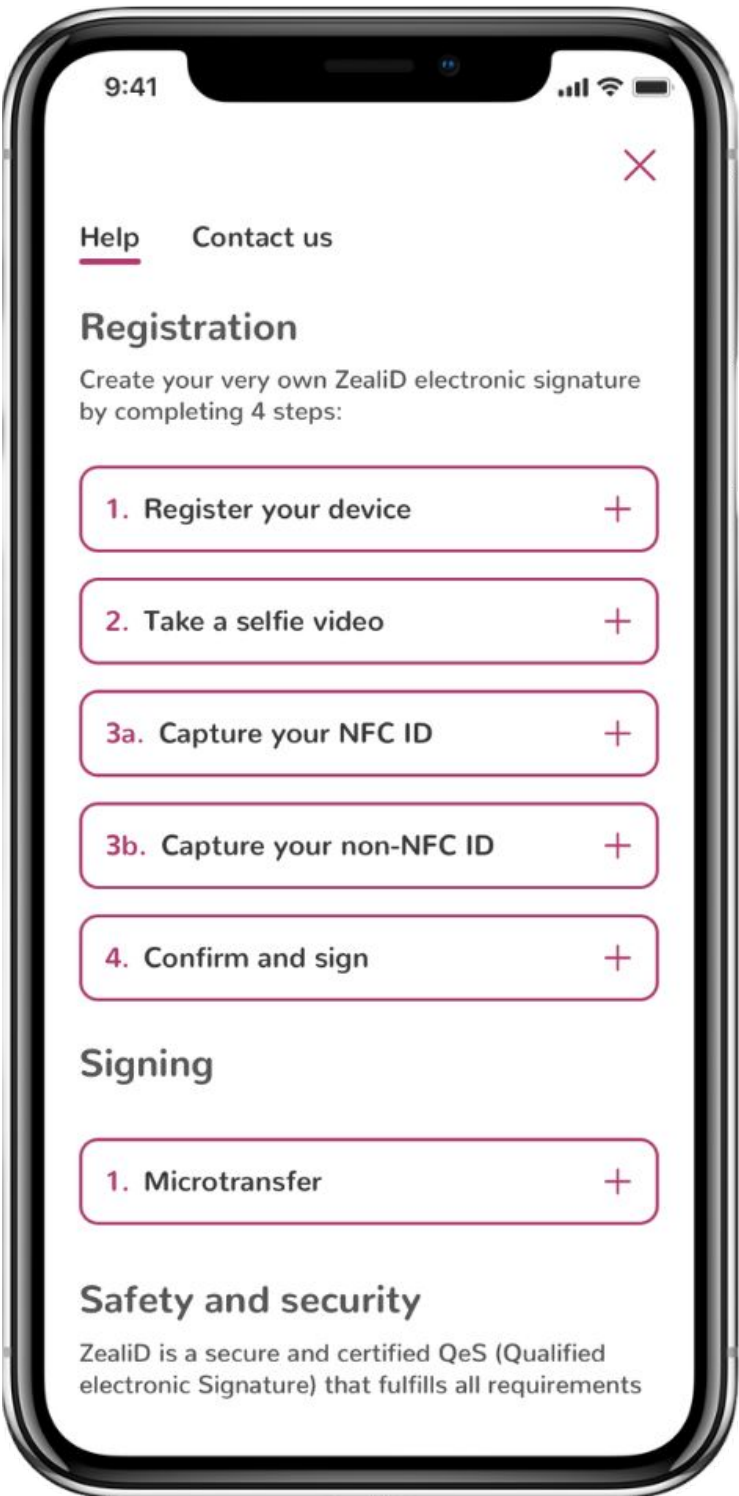 9:41
Help Contact us
Registration
Create your very own ZealiD electronic signature
by completing 4 steps:
1. Register your device +
2. Take a selfie video +
3a. Capture your NFC ID +
3b. Capture your non-NFC ID +
4. Confirm and sign +
Signing
1. Microtransfer +
Safety and security
ZealiD is a secure and certified QeS (Qualified
electronic Signature) that fulfills all requirements